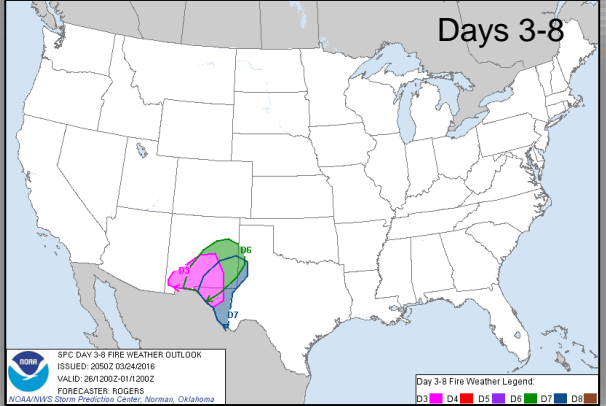 Days 3-8
D6
D3
D7
NOAA
SPC DAY 3-8 FIRE WEATHER OUTLOOK
ISSUED: 2050Z 03/24/2016
VALID: 26/1200Z-01/1200Z
FORECASTER: ROGERS
NOAA/NWS Storm Prediction Center, Norman, Oklahoma
Day 3-8 Fire Weather Legend:
D3 D4 D5 D6 D7 D8